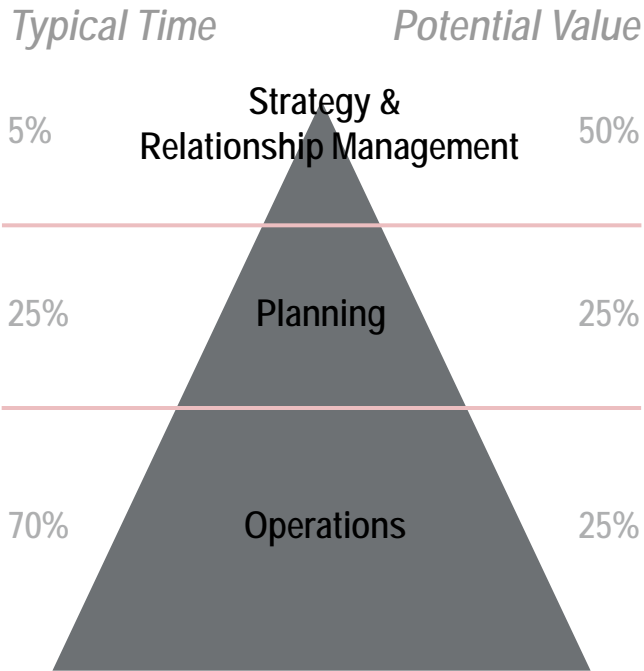 Typical Time Potential Value
Strategy &
5% Relationship Management 50%
25% Planning 25%
70% Operations 25%